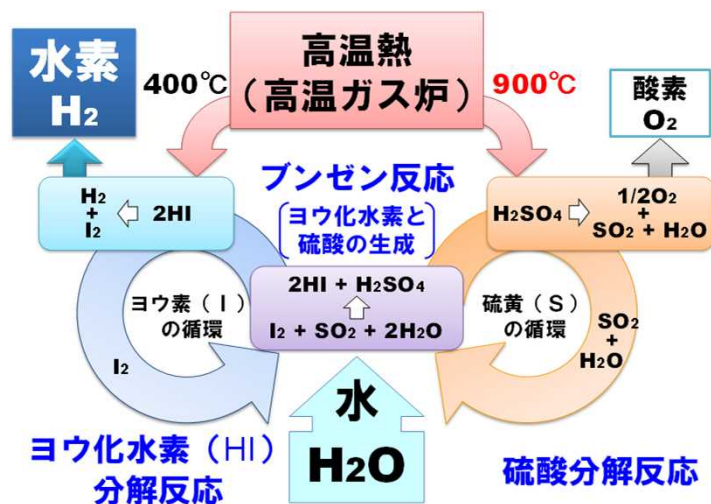 水素
H2
400℃
高温熱
(高温ガス炉)
900℃
酸素
O2
H2
+
I2
2HI
ブンゼン反応
ヨウ化水素と
硫酸の生成
H2SO4
1/2O2
+
SO2 + H2O
2HI + H2SO4
I2 + SO2 + 2H2O
ヨウ素(I)
の循環
硫黄(S)
の循環
I2
SO2
+
H2O
水
H2O
ヨウ化水素(HI)
分解反応
硫酸分解反応